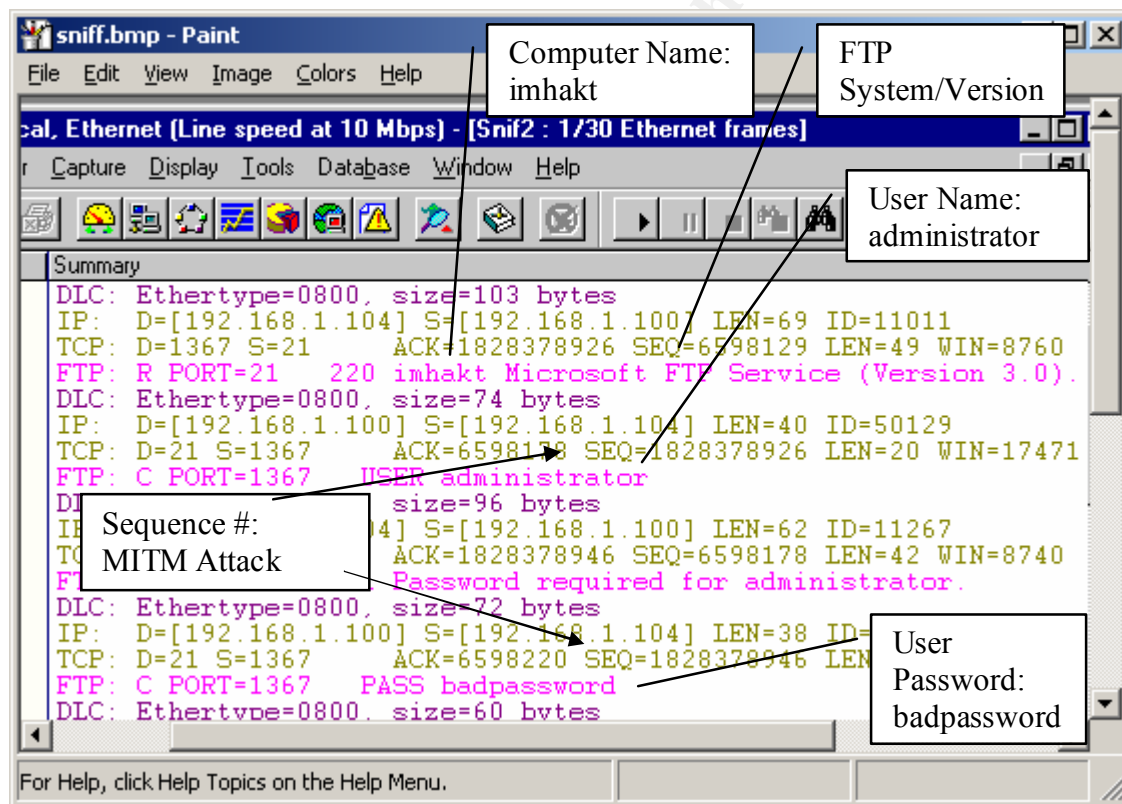 sniff.bmp - Paint
File Edit View Image Colors Help
Computer Name:
imhakt
FTP
System/Version
cal, Ethernet (Line speed at 10 Mbps) - [Snif2 : 1/30 Ethernet frames]
r Capture Display Tools Database Window Help
User Name:
administrator
Summary
DLC: Ethertype=0800, size=103 bytes
IP: D=[192.168.1.104] S=[192.168.1.100] LEN=69 ID=11011
TCP: D=1367 S=21 ACK=1828378926 SEQ=6598129 LEN=49 WIN=8760
FTP: R PORT=21 220 imhakt Microsoft FTP Service (Version 3.0).
DLC: Ethertype=0800, size=74 bytes
IP: D=[192.168.1.100] S=[192.168.1.104] LEN=40 ID=50129
TCP: D=21 S=1367 ACK=6598178 SEQ=1828378926 LEN=20 WIN=17471
FTP: C PORT=1367 USER administrator
size=96 bytes
Sequence #:
MITM Attack
04] S=[192.168.1.100] LEN=62 ID=11267
ACK=1828378946 SEQ=6598178 LEN=42 WIN=8740
Password required for administrator.
DLC: Ethertype=0800, size=72 bytes
IP: D=[192.168.1.100] S=[192.168.1.104] LEN=38 ID=
TCP: D=21 S=1367 ACK=6598220 SEQ=1828378946 LEN
FTP: C PORT=1367 PASS badpassword
DLC: Ethertype=0800, size=60 bytes
User
Password:
badpassword
For Help, click Help Topics on the Help Menu.